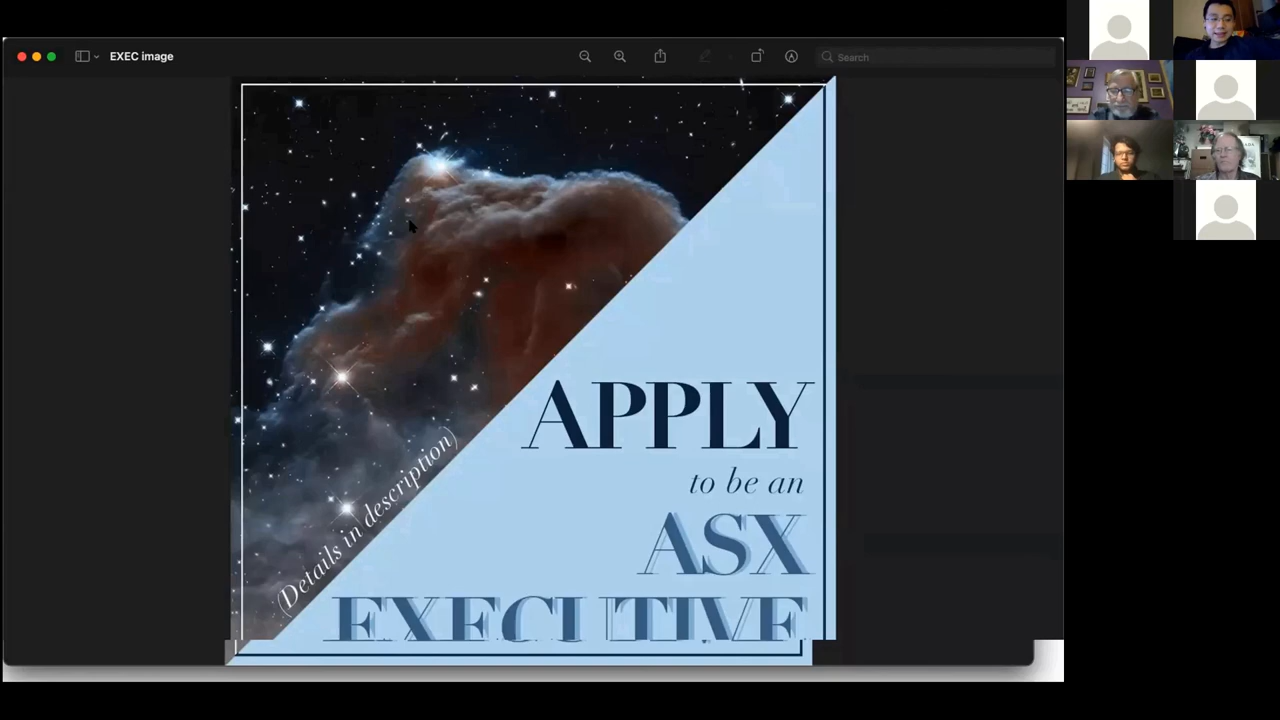 EXEC image
Search
APPLY
to be an
ASX
EXECUTIVE
(Details in description)